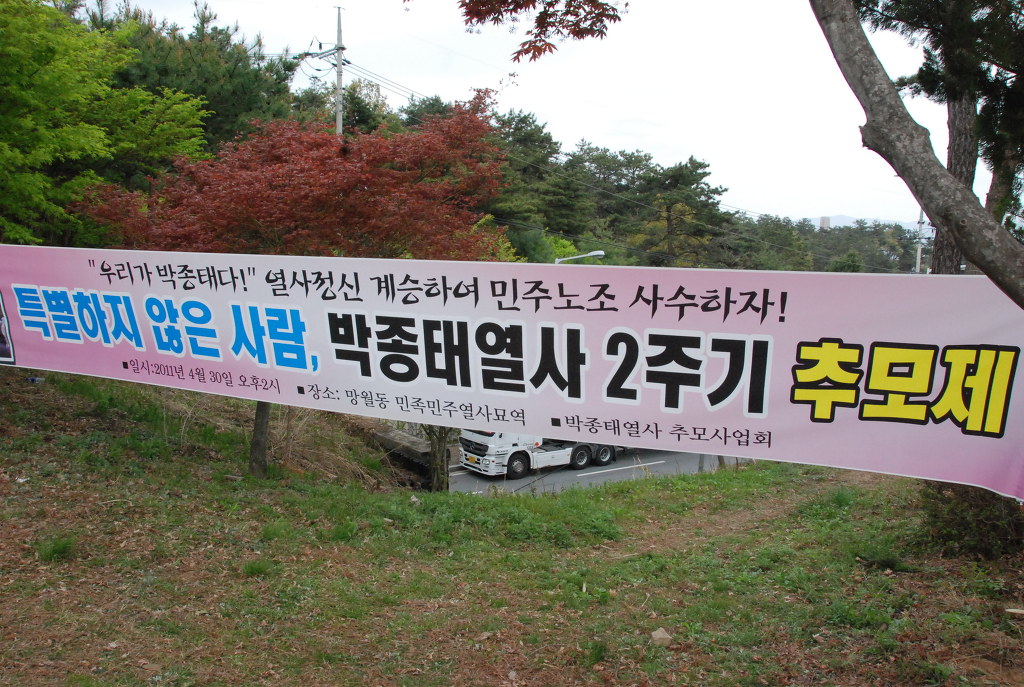 "우리가 박종태다!" 열사정신 계승하여 민주노조 사수하자!
특별하지 않은 사람, 박종태열사 2주기 추모제
■일시:2011년 4월 30일 오후2시 ■장소: 망월동 민족민주열사묘역 ■박종태열사 추모사업회